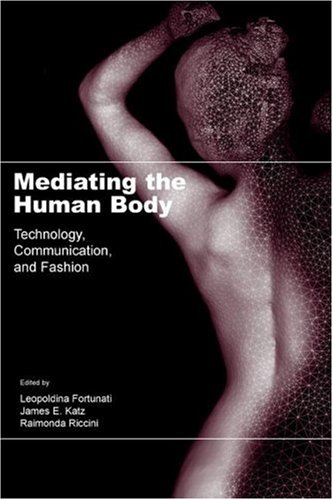 Mediating the
Human Body
Technology,
Communication,
and Fashion
Edited by
Leopoldina Fortunati
James E. Katz
Raimonda Riccini